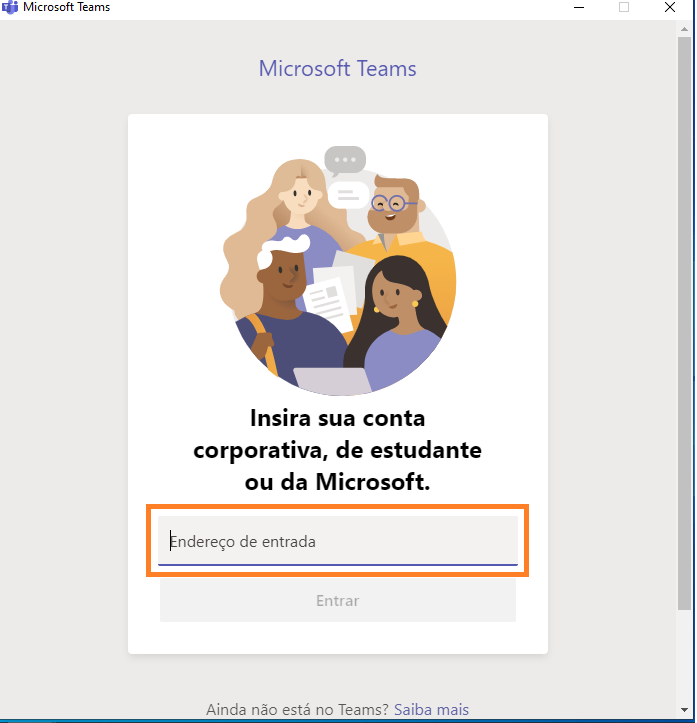 Microsoft Teams
Microsoft Teams
Insira sua conta
corporativa, de estudante
ou da Microsoft.
Endereço de entrada
Entrar
Ainda não está no Teams? Saiba mais